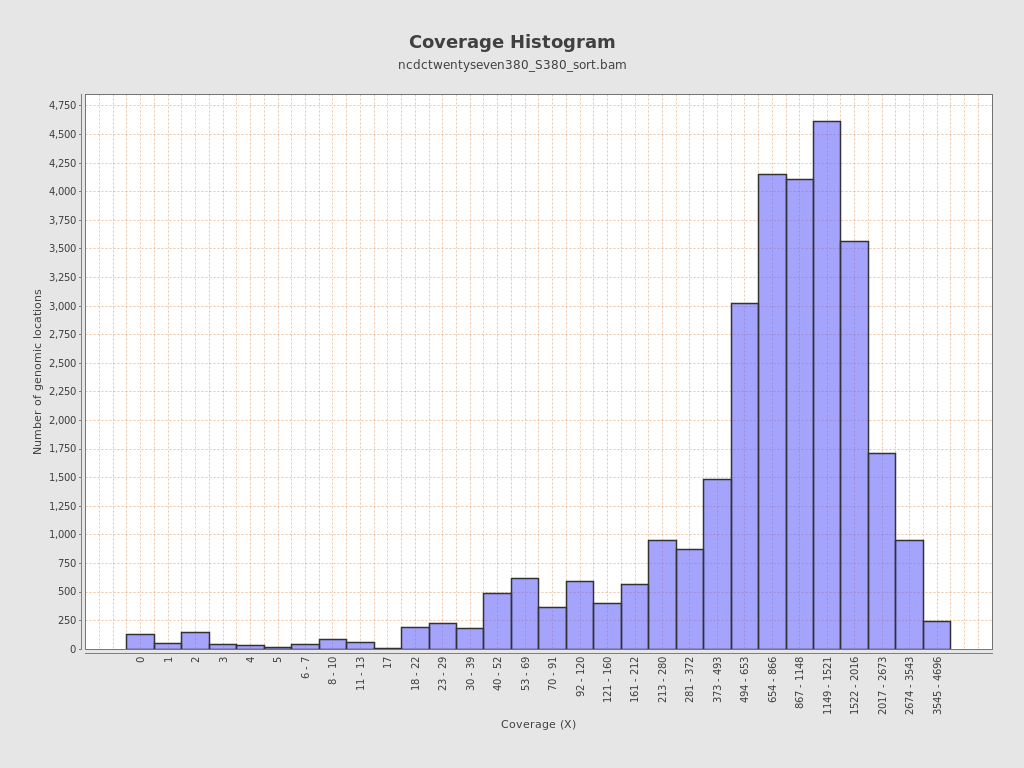 Coverage Histogram
ncdctwentyseven380_S380_sort.bam
Number of genomic locations
4,750
4,500
4,250
4,000
3,750
3,500
3,250
3,000
2,750
2,500
2,250
2,000
1,750
1,500
1,250
1,000
750
500
250
0
0
1
2
3
4
5
6 - 7
8 - 10
11 - 13
17
18 - 22
23 - 29
30 - 39
40 - 52
53 - 69
70 - 91
92 - 120
121 - 160
161 - 212
213 - 280
281 - 372
373 - 493
494 - 653
654 - 866
867 - 1148
1149 - 1521
1522 - 2016
2017 - 2673
2674 - 3543
3545 - 4696
Coverage (X)